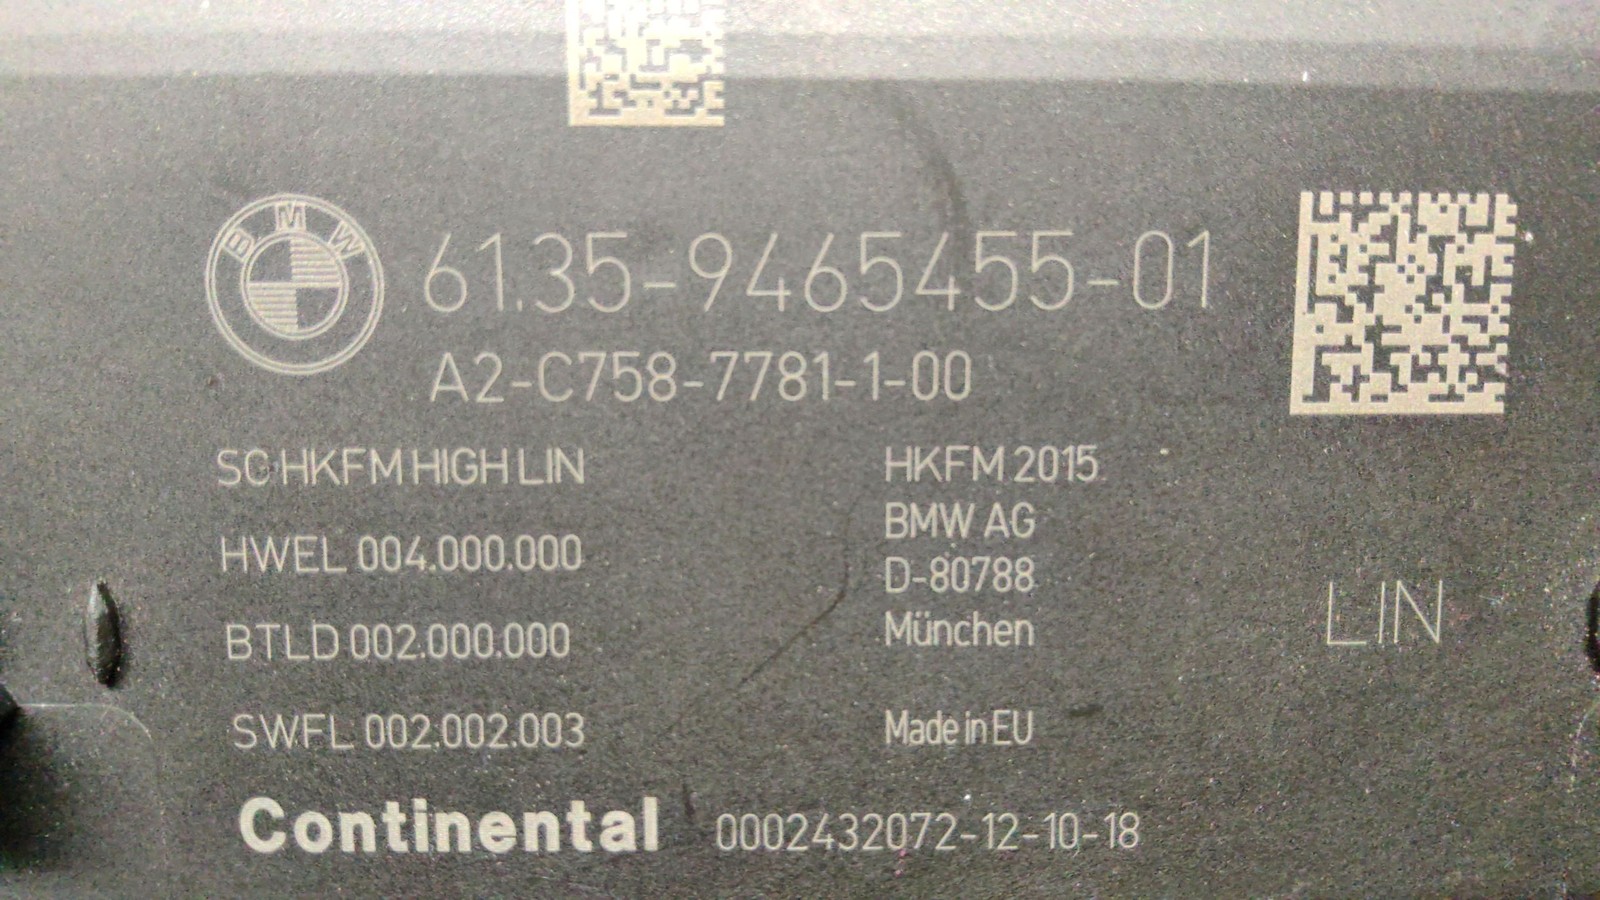 BMW
61.35-9465455-01
A2-C758-7781-1-00
SC HKFM HIGH LIN
HWEL 004.000.000
BTLD 002.000.000
SWFL 002.002.003
HKFM 2015
BMW AG
D-80788
München
Made in EU
LIN
Continental 0002432072-12-10-18